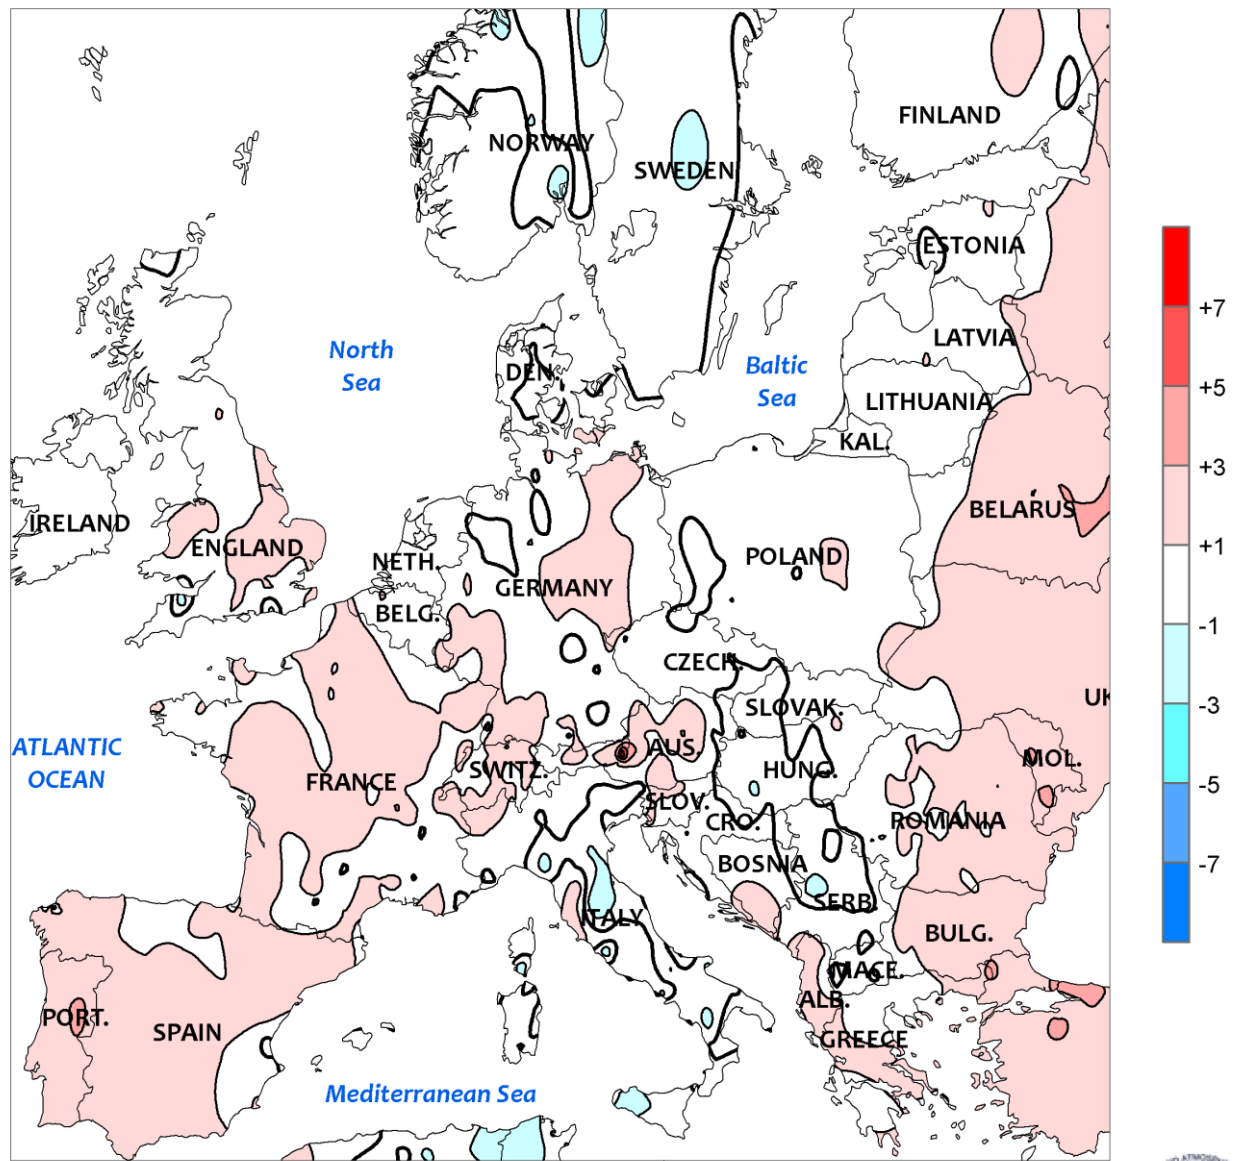 FINLAND
NORWAY
SWEDEN
ESTONIA
North
Sea
LATVIA
Baltic
Sea
DEN.
LITHUANIA
KAL.
IRELAND
BELARUS
ENGLAND
NETH.
POLAND
GERMANY
BELG.
CZECH.
UK
SLOVAK.
ATLANTIC
OCEAN
AUS.
MOL.
FRANCE
SWITZ.
HUNG.
SLOV.
CRO.
ROMANIA
BOSNIA
SERB.
ITALY
BULG.
MACE.
PORT.
SPAIN
ALB.
GREECE
Mediterranean Sea
+7
+5
+3
+1
-1
-3
-5
-7